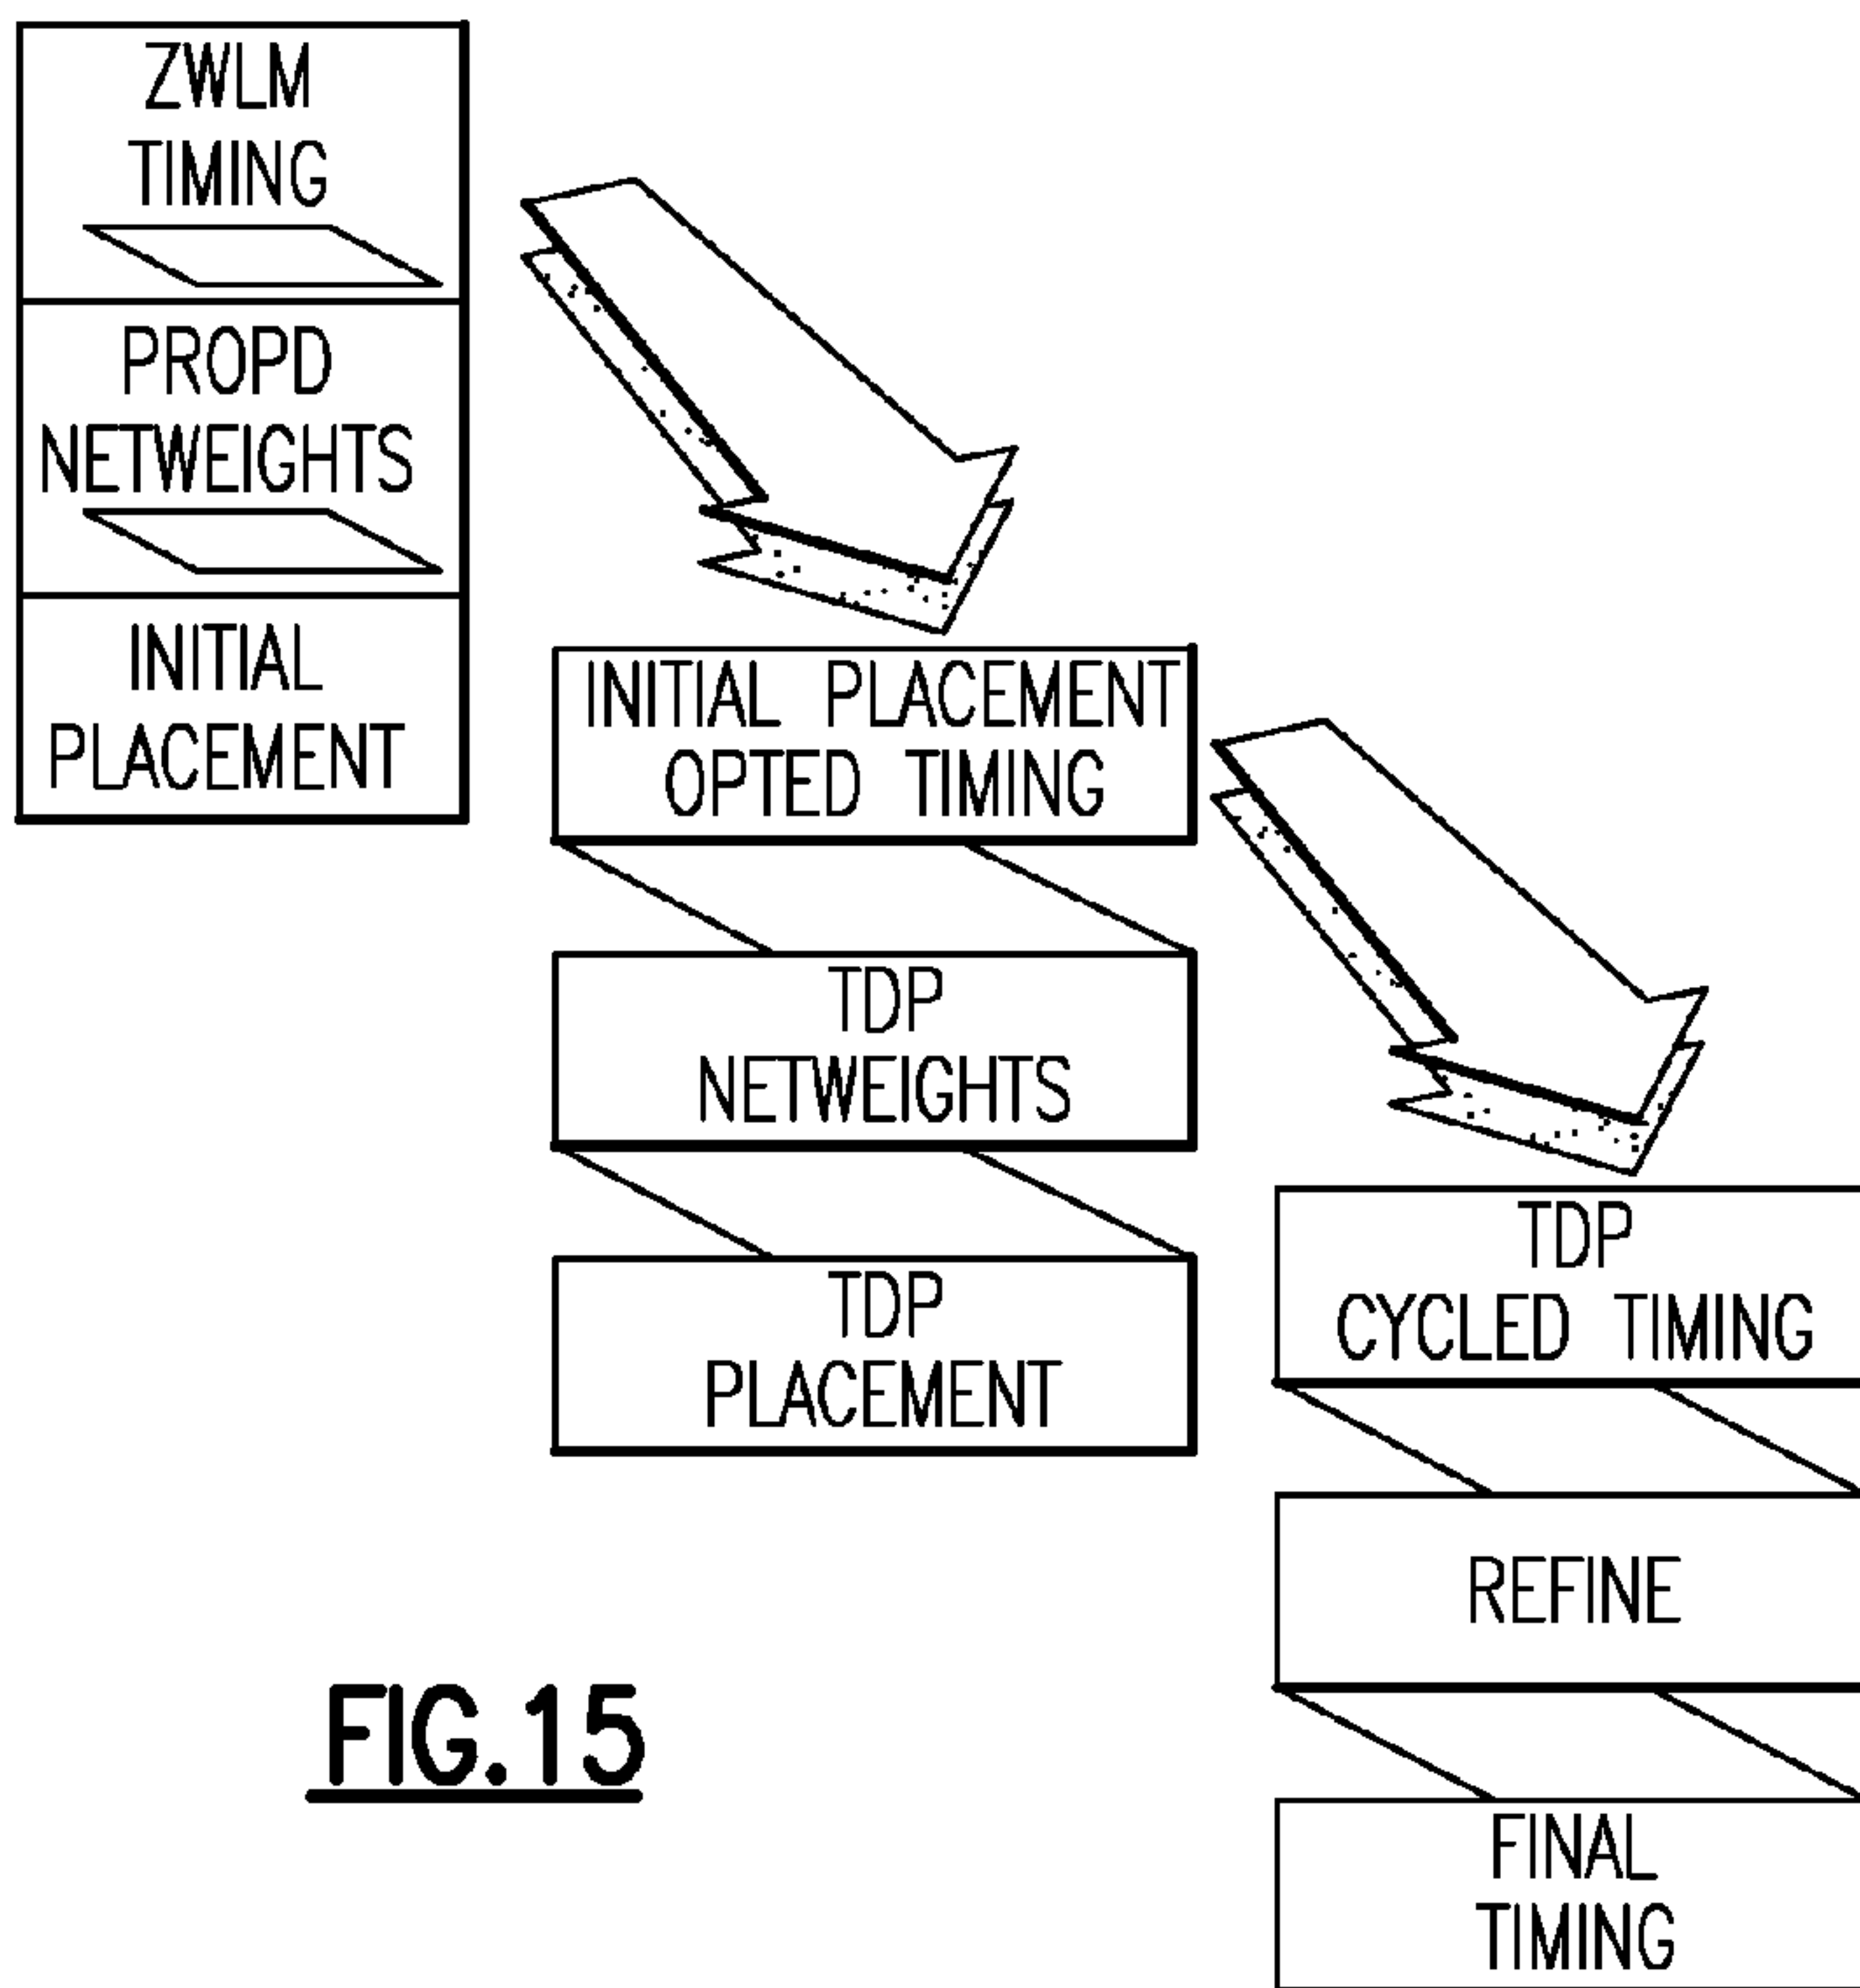 ZWLM
TIMING
PROPD
NETWEIGHTS
INITIAL
PLACEMENT
INITIAL PLACEMENT
OPTED TIMING
TDP
NETWEIGHTS
TDP
PLACEMENT
TDP
CYCLED TIMING
REFINE
FINAL
TIMING
FIG.15